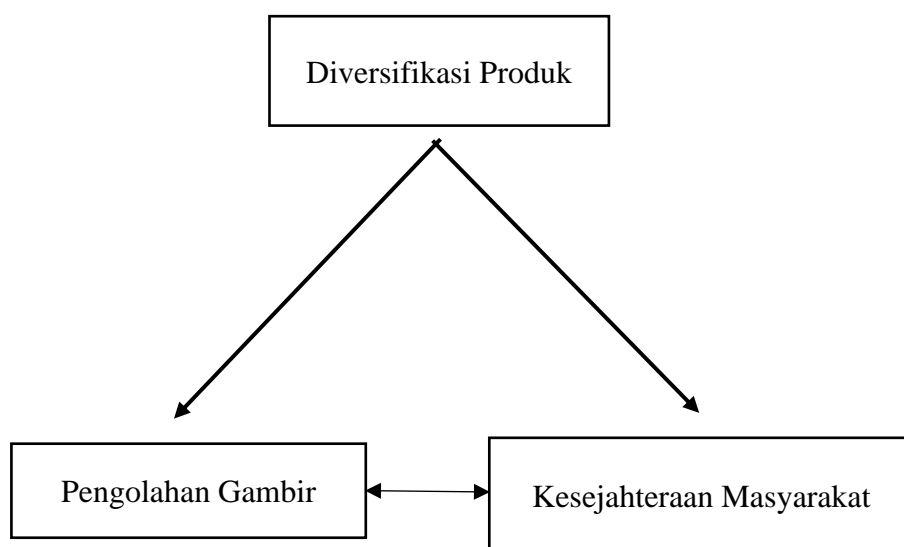 Diversifikasi Produk
Pengolahan Gambir
Kesejahteraan Masyarakat